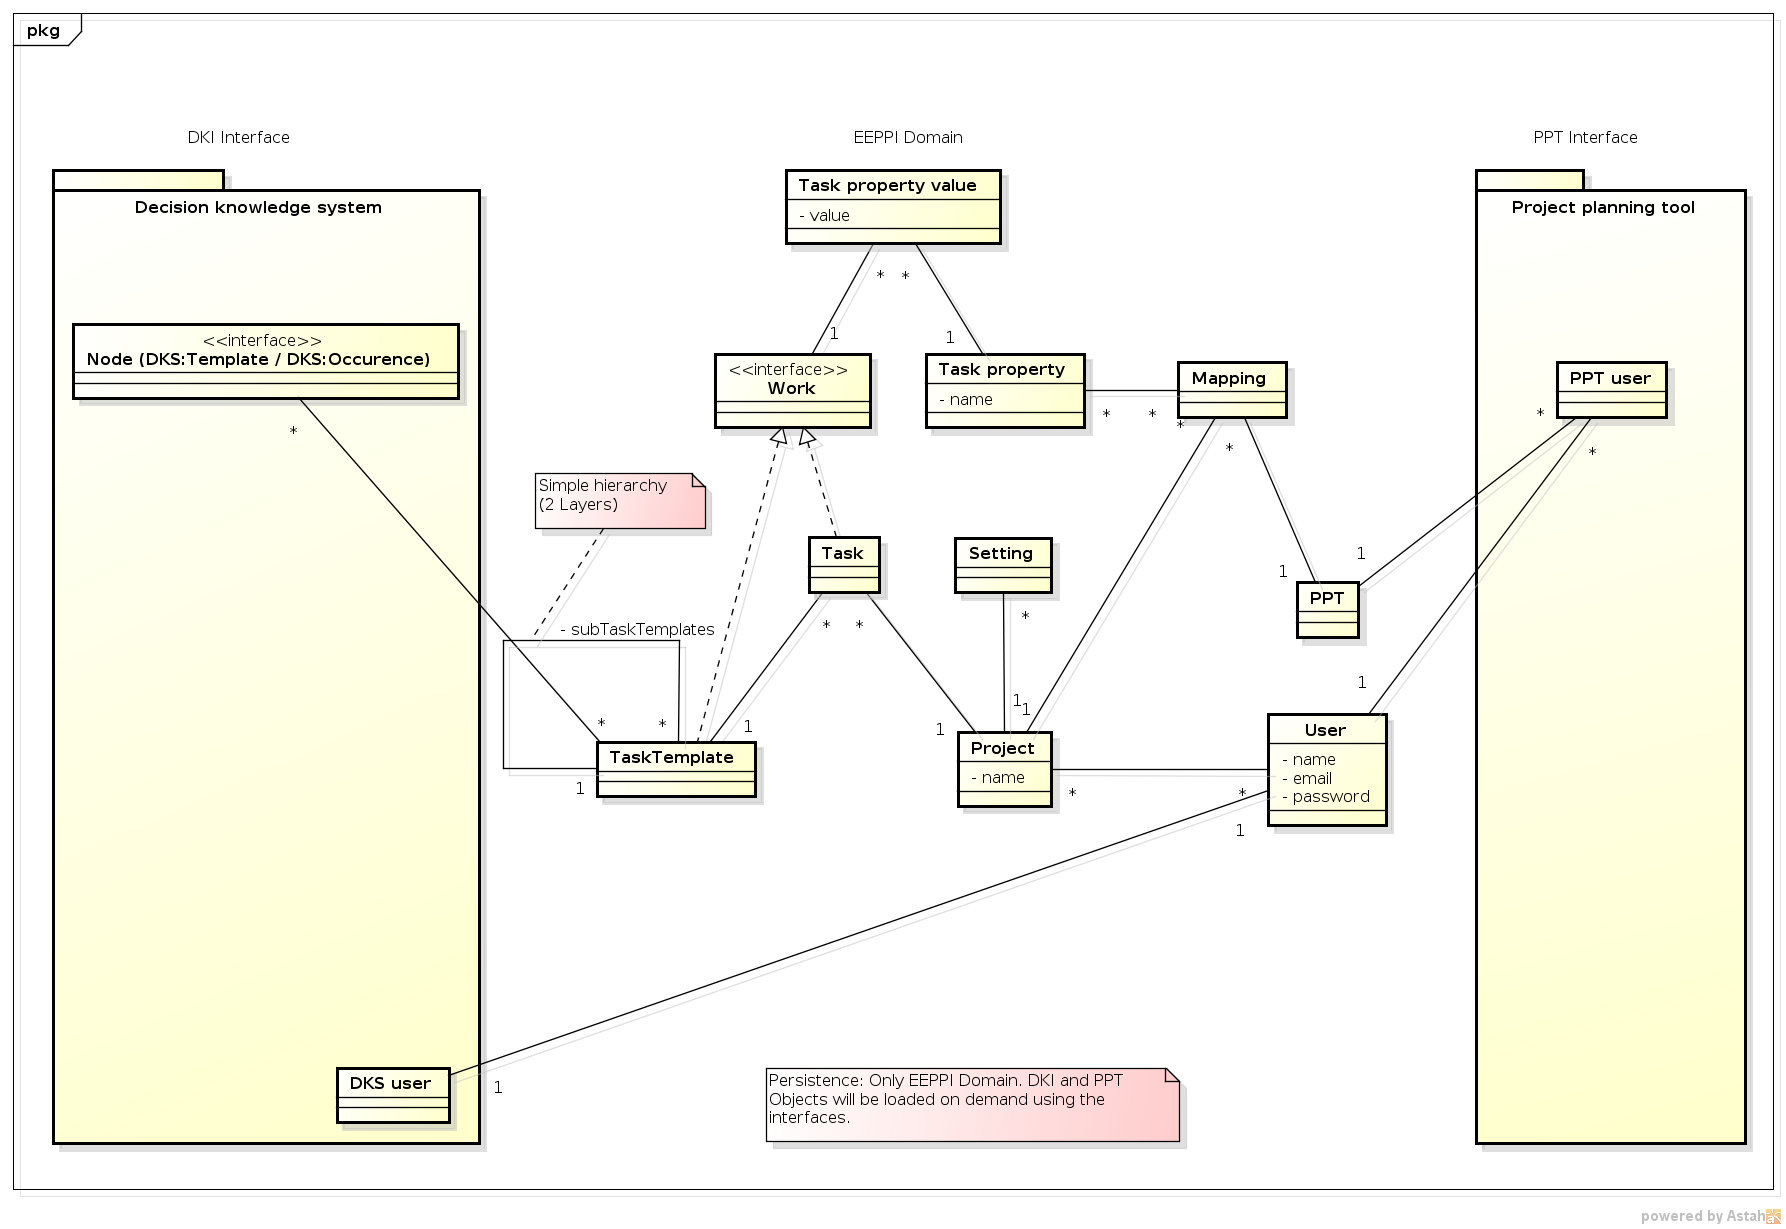 pkg
DKI Interface
EEPPI Domain
PPT Interface
Decision knowledge system
Task property value
- value
Project planning tool
* *
<<interface>>
Node (DKS:Template / DKS:Occurence)
*
1
1
<<interface>>
Work
Task property
- name
* *
Mapping
*
*
PPT user
*
*
Simple hierarchy
(2 Layers)
Task
* *
Setting
*
1
1
PPT
- subTaskTemplates
* *
1
TaskTemplate
1
1
1
1
Project
- name
* *
1
User
- name
- email
- password
1
DKS user
1
Persistence: Only EEPPI Domain. DKI and PPT
Objects will be loaded on demand using the
interfaces.
powered by Astah